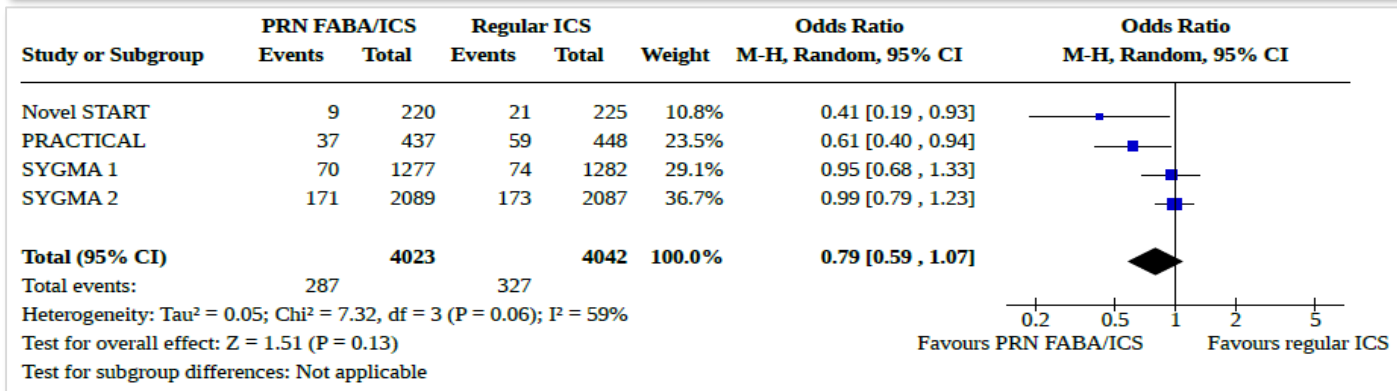 PRN FABA/ICS Regular ICS Odds Ratio Odds Ratio
Study or Subgroup Events Total Events Total Weight M-H, Random, 95% CI M-H, Random, 95% CI
Novel START 9 220 21 225 10.8% 0.41 [0.19 , 0.93]
PRACTICAL 37 437 59 448 23.5% 0.61 [0.40 , 0.94]
SYGMA 1 70 1277 74 1282 29.1% 0.95 [0.68 , 1.33]
SYGMA 2 171 2089 173 2087 36.7% 0.99 [0.79 , 1.23]
Total (95% CI) 4023 4042 100.0% 0.79 [0.59 , 1.07]
Total events: 287 327
Heterogeneity: Tau² = 0.05; Chi² = 7.32, df = 3 (P = 0.06); I² = 59%
0.2 0.5 1 2 5
Test for overall effect: Z = 1.51 (P = 0.13) Favours PRN FABA/ICS Favours regular ICS
Test for subgroup differences: Not applicable